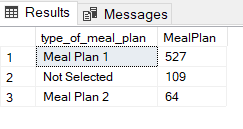 Results Messages
type_of_meal_plan MealPlan
1 Meal Plan 1 527
2 Not Selected 109
3 Meal Plan 2 64